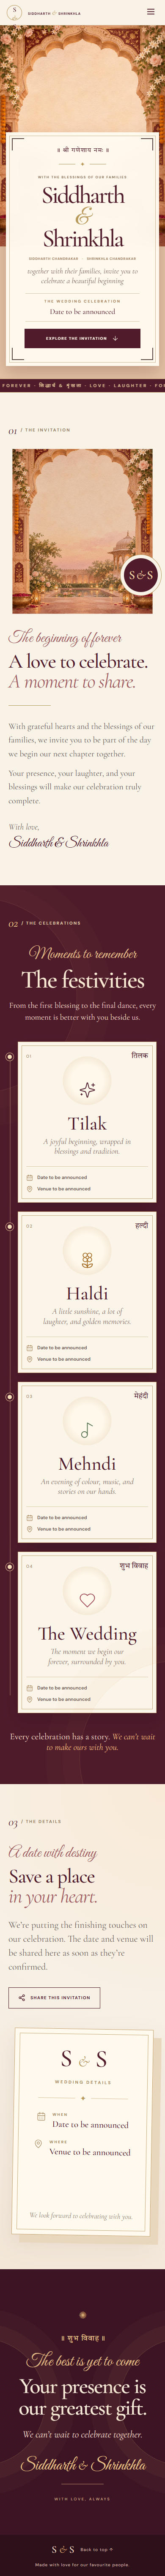 S
&
S
SIDDHARTH & SHRINKHLA
॥ श्री गणेशाय नमः ॥
WITH THE BLESSINGS OF OUR FAMILIES
Siddharth
&
Shrinkhla
SIDDHARTH CHANDRAKAR · SHRINKHLA CHANDRAKAR
together with their families, invite you to
celebrate a beautiful beginning
THE WEDDING CELEBRATION
Date to be announced
EXPLORE THE INVITATION ↓
FOREVER · सिद्धार्थ & शृंखला · LOVE · LAUGHTER · FO
01 / THE INVITATION
S&S
The beginning of forever
A love to celebrate.
A moment to share.
With grateful hearts and the blessings of our
families, we invite you to be part of the day
we begin our next chapter together.
Your presence, your laughter, and your
blessings will make our celebration truly
complete.
With love,
Siddharth & Shrinkhla
02 / THE CELEBRATIONS
Moments to remember
The festivities
From the first blessing to the final dance, every
moment is better with you beside us.
01 तिलक
Tilak
A joyful beginning, wrapped in
blessings and tradition.
Date to be announced
Venue to be announced
02 हल्दी
Haldi
A little sunshine, a lot of
laughter, and golden memories.
Date to be announced
Venue to be announced
03 मेहंदी
Mehndi
An evening of colour, music, and
stories on our hands.
Date to be announced
Venue to be announced
04 शुभ विवाह
The Wedding
The moment we begin our
forever, surrounded by you.
Date to be announced
Venue to be announced
Every celebration has a story. We can't wait
to make ours with you.
03 / THE DETAILS
A date with destiny
Save a place
in your heart.
We're putting the finishing touches on
our celebration. The date and venue will
be shared here as soon as they're
confirmed.
SHARE THIS INVITATION
S & S
WEDDING DETAILS
WHEN
Date to be announced
WHERE
Venue to be announced
We look forward to celebrating with you.
॥ शुभ विवाह ॥
The best is yet to come
Your presence is
our greatest gift.
We can't wait to celebrate together.
Siddharth & Shrinkhla
WITH LOVE, ALWAYS
S & S Back to top ↑
Made with love for our favourite people.